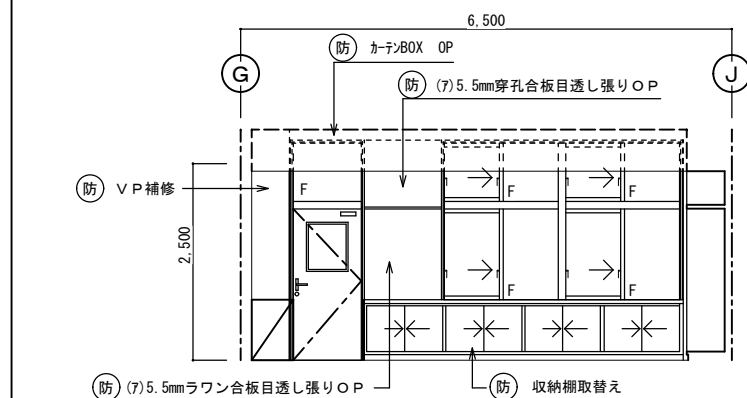 6,500
防 カーテンBOX OP
G
J
防 (ア)5.5mm穿孔合板目透し張りOP
防 VP補修
F
F
F
2,500
F
F
防 (ア)5.5mmラワン合板目透し張りOP
防 収納棚取替え